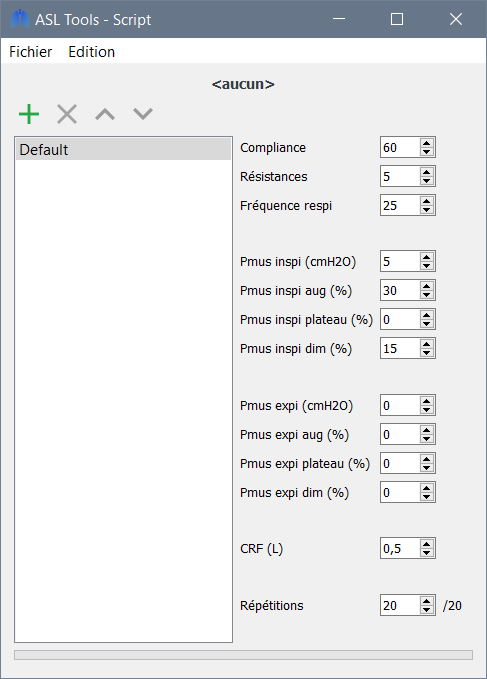 ASL Tools - Script
Fichier Edition
<aucun>
Default
Compliance 60
Résistances 5
Fréquence respi 25
Pmus inspi (cmH2O) 5
Pmus inspi aug (%) 30
Pmus inspi plateau (%) 0
Pmus inspi dim (%) 15
Pmus expi (cmH2O) 0
Pmus expi aug (%) 0
Pmus expi plateau (%) 0
Pmus expi dim (%) 0
CRF (L) 0,5
Répétitions 20 /20